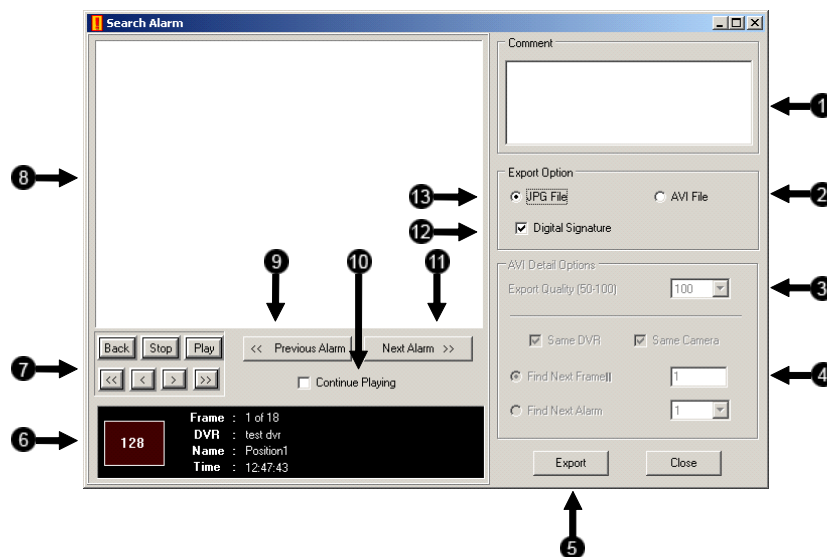 Search Alarm
Comment
1
Export Option
8
13
JPG File
AVI File
2
12
Digital Signature
9
10
11
AVI Detail Options
Export Quality (50-100)
100
3
Back
Stop
Play
<< Previous Alarm
Next Alarm >>
Same DVR
Same Camera
7
<<
<
>
>>
Continue Playing
Find Next Frame||
1
4
Frame : 1 of 18
Find Next Alarm
1
6
128
DVR : test dvr
Name : Position1
Time : 12:47:43
Export
Close
5